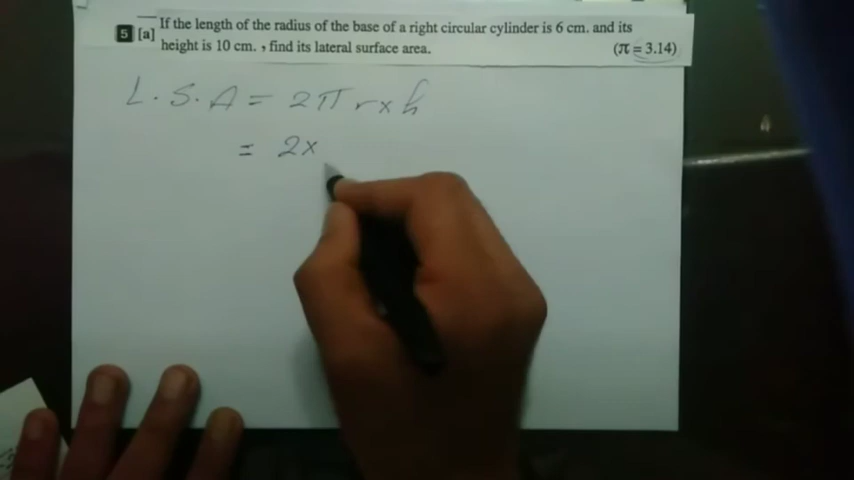 5 [a] If the length of the radius of the base of a right circular cylinder is 6 cm. and its
height is 10 cm. , find its lateral surface area. (π = 3.14)
L.S.A = 2π r x h
= 2x